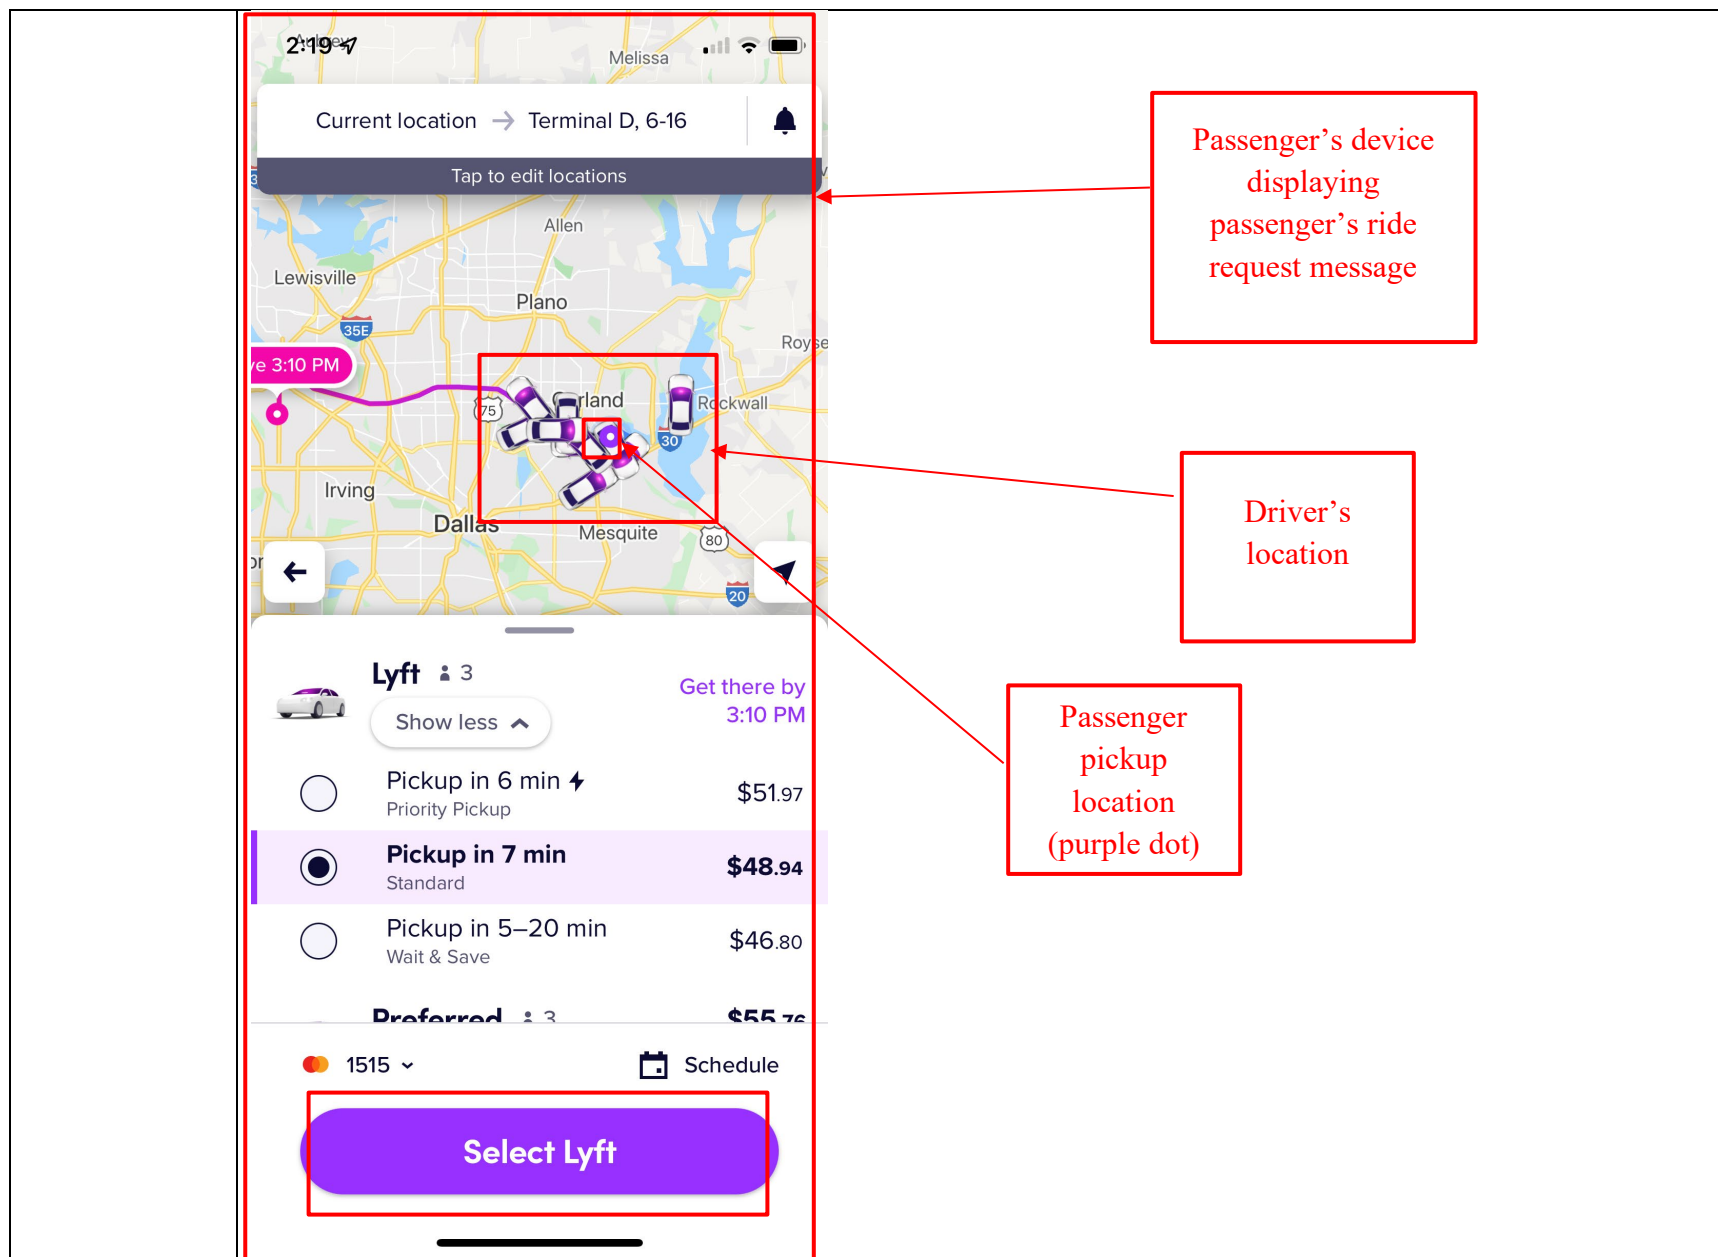 2:19
Aubrey
Melissa
Current location → Terminal D, 6-16
Tap to edit locations
Allen
Lewisville
Plano
35E
Royse
ve 3:10 PM
75
Rockwall
30
Irving
Dallas
Mesquite
80
20
Lyft 3
Show less
Get there by
3:10 PM
Pickup in 6 min
Priority Pickup
$51.97
Pickup in 7 min
Standard
$48.94
Pickup in 5–20 min
Wait & Save
$46.80
Preferred 3
$55.76
1515
Schedule
Select Lyft
Passenger’s device
displaying
passenger’s ride
request message
Driver’s
location
Passenger
pickup
location
(purple dot)